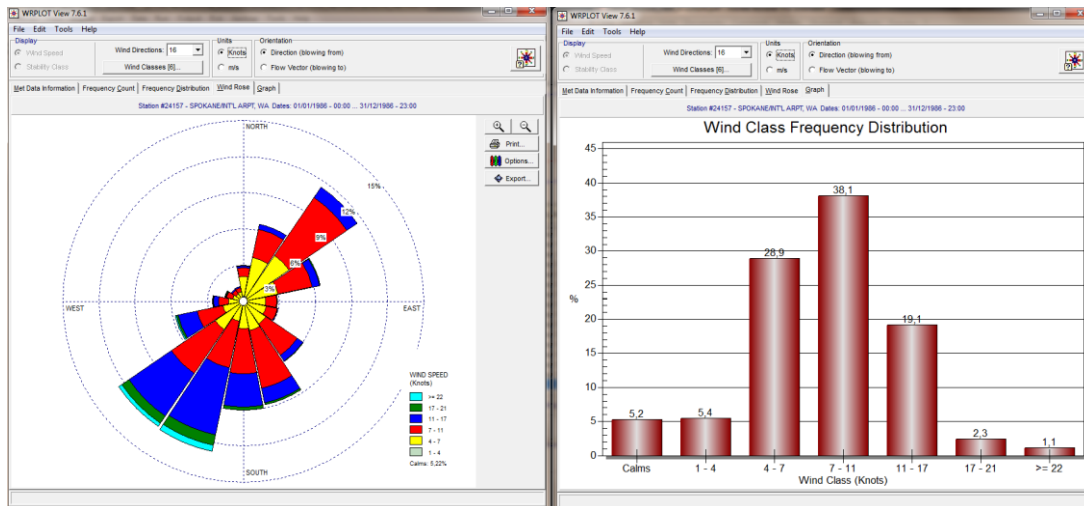 WRPLOT View 7.6.1
File Edit Tools Help
Display
Wind Speed
Stability Class
Wind Directions: 16
Wind Classes [6]...
Units
Knots
m/s
Orientation
Direction (blowing from)
Flow Vector (blowing to)
Met Data Information Frequency Count Frequency Distribution Wind Rose Graph
Station #24157 - SPOKANE/INT'L ARPT, WA Dates: 01/01/1986 - 00:00 ... 31/12/1986 - 23:00
NORTH
Print...
Options...
Export...
15%
12%
9%
6%
3%
WEST
EAST
SOUTH
WIND SPEED
(Knots)
>= 22
17 - 21
11 - 17
7 - 11
4 - 7
1 - 4
Calms: 5,22%
WRPLOT View 7.6.1
File Edit Tools Help
Display
Wind Speed
Stability Class
Wind Directions: 16
Wind Classes [6]...
Units
Knots
m/s
Orientation
Direction (blowing from)
Flow Vector (blowing to)
Met Data Information Frequency Count Frequency Distribution Wind Rose Graph
Station #24157 - SPOKANE/INT'L ARPT, WA Dates: 01/01/1986 - 00:00 ... 31/12/1986 - 23:00
Wind Class Frequency Distribution
45
40
35
30
25
20
15
10
5
0
%
5,2
5,4
28,9
38,1
19,1
2,3
1,1
Calms 1 - 4 4 - 7 7 - 11 11 - 17 17 - 21 >= 22
Wind Class (Knots)